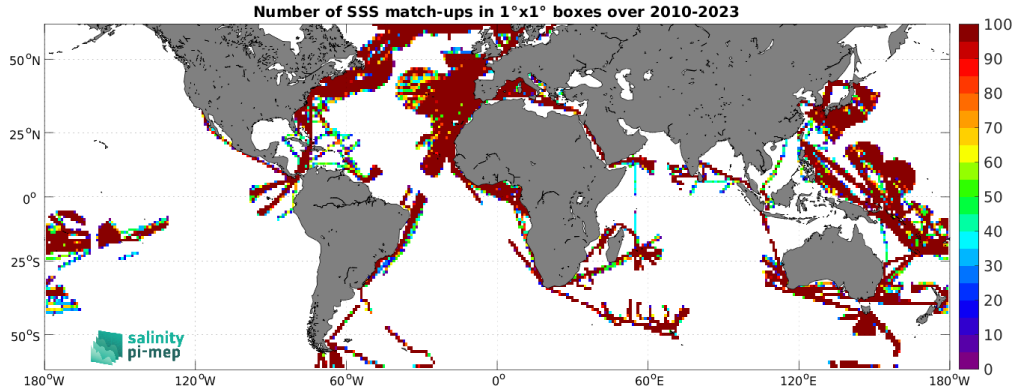 Number of SSS match-ups in 1°x1° boxes over 2010-2023
50°N
25°N
0°
25°S
50°S
180°W
120°W
60°W
0°
60°E
120°E
180°W
100
90
80
70
60
50
40
30
20
10
0
salinity
pi-mep